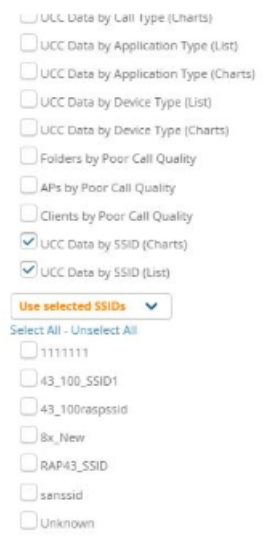 UCC Data by Call Type (Charts)
UCC Data by Application Type (List)
UCC Data by Application Type (Charts)
UCC Data by Device Type (List)
UCC Data by Device Type (Charts)
Folders by Poor Call Quality
APs by Poor Call Quality
Clients by Poor Call Quality
UCC Data by SSID (Charts)
UCC Data by SSID (List)
Use selected SSIDs
Select All - Unselect All
1111111
43_100_SSID1
43_100raspssid
8x_New
RAP43_SSID
sanssid
Unknown